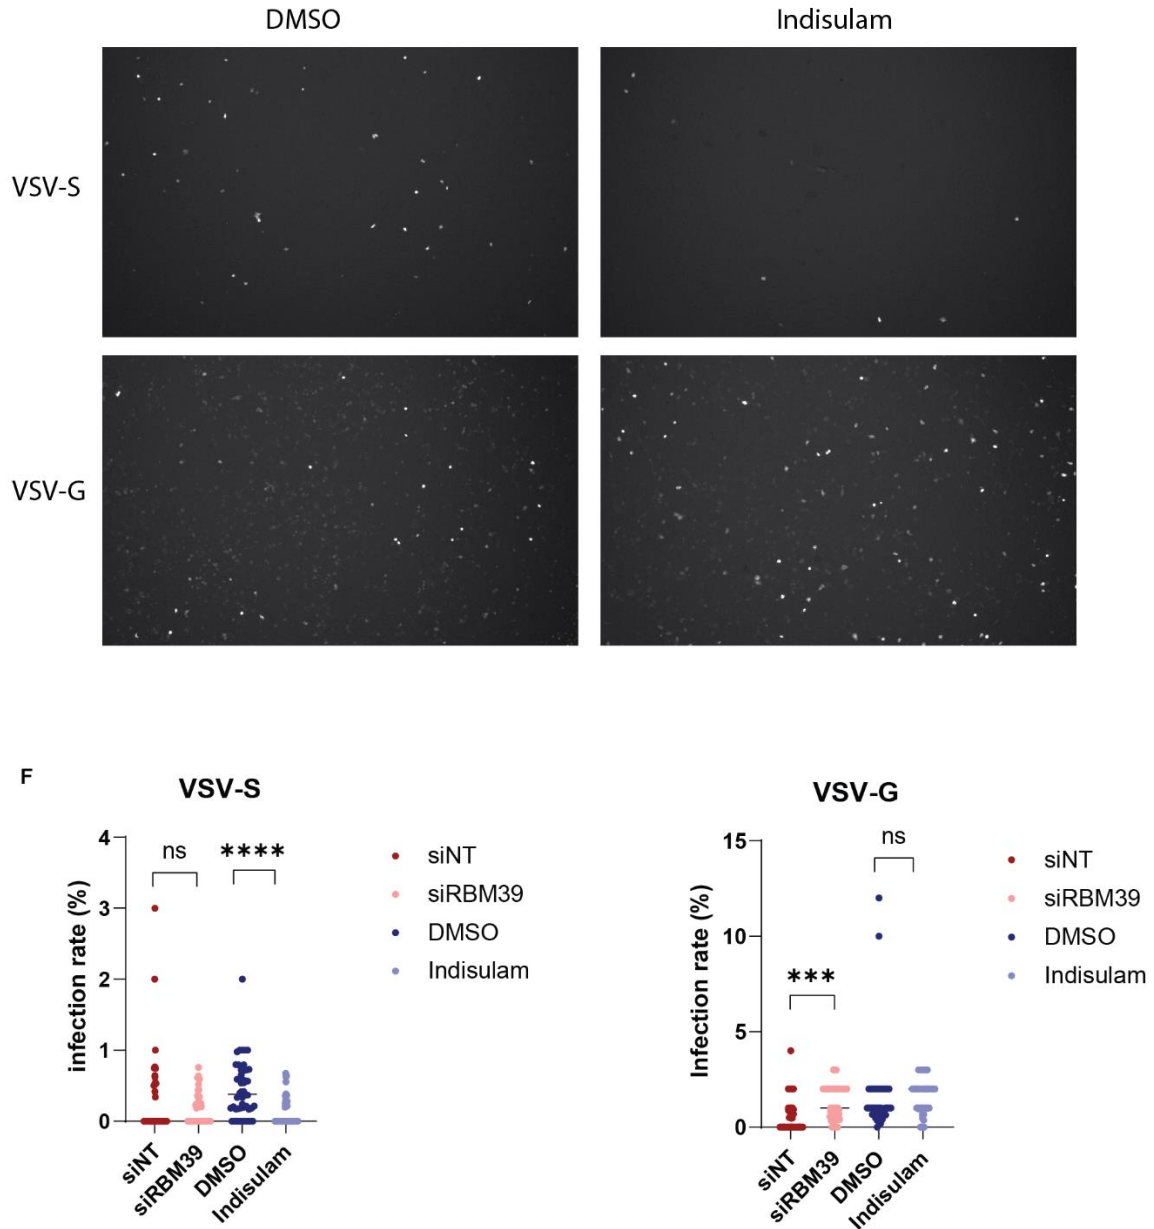 DMSO
Indisulam
VSV-S
VSV-G
F
VSV-S
infection rate (%)
4
3
2
1
0
ns
****
siNT
siRBM39
DMSO
Indisulam
siNT
siRBM39
DMSO
Indisulam
VSV-G
Infection rate (%)
15
10
5
0
***
ns
siNT
siRBM39
DMSO
Indisulam
siNT
siRBM39
DMSO
Indisulam